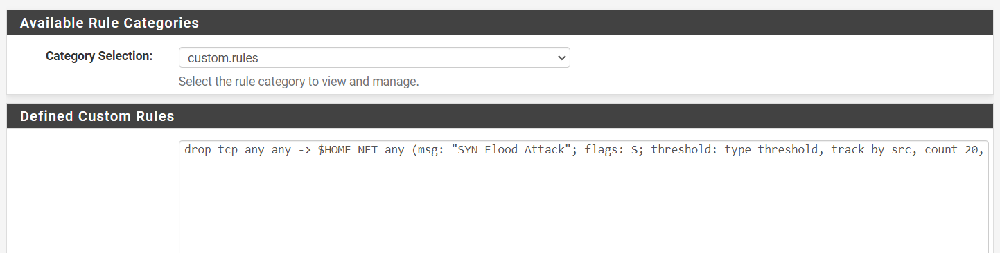 Available Rule Categories
Category Selection: custom.rules
Select the rule category to view and manage.
Defined Custom Rules
drop tcp any any -> $HOME_NET any (msg: "SYN Flood Attack"; flags: S; threshold: type threshold, track by_src, count 20,